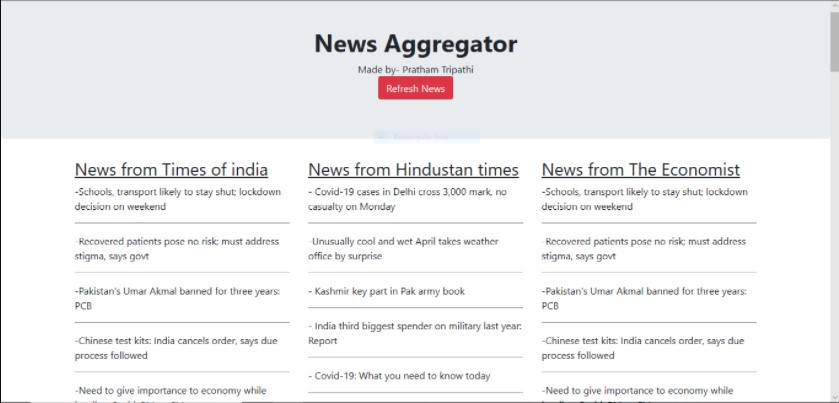 News Aggregator
Made by- Pratham Tripathi
Refresh News
News from Times of india
-Schools, transport likely to stay shut; lockdown
decision on weekend
-Recovered patients pose no risk; must address
stigma, says govt
-Pakistan's Umar Akmal banned for three years:
PCB
-Chinese test kits: India cancels order, says due
process followed
-Need to give importance to economy while
News from Hindustan times
- Covid-19 cases in Delhi cross 3,000 mark, no
casualty on Monday
-Unusually cool and wet April takes weather
office by surprise
- Kashmir key part in Pak army book
- India third biggest spender on military last year:
Report
- Covid-19: What you need to know today
News from The Economist
-Schools, transport likely to stay shut; lockdown
decision on weekend
-Recovered patients pose no risk; must address
stigma, says govt
-Pakistan's Umar Akmal banned for three years:
PCB
-Chinese test kits: India cancels order, says due
process followed
-Need to give importance to economy while